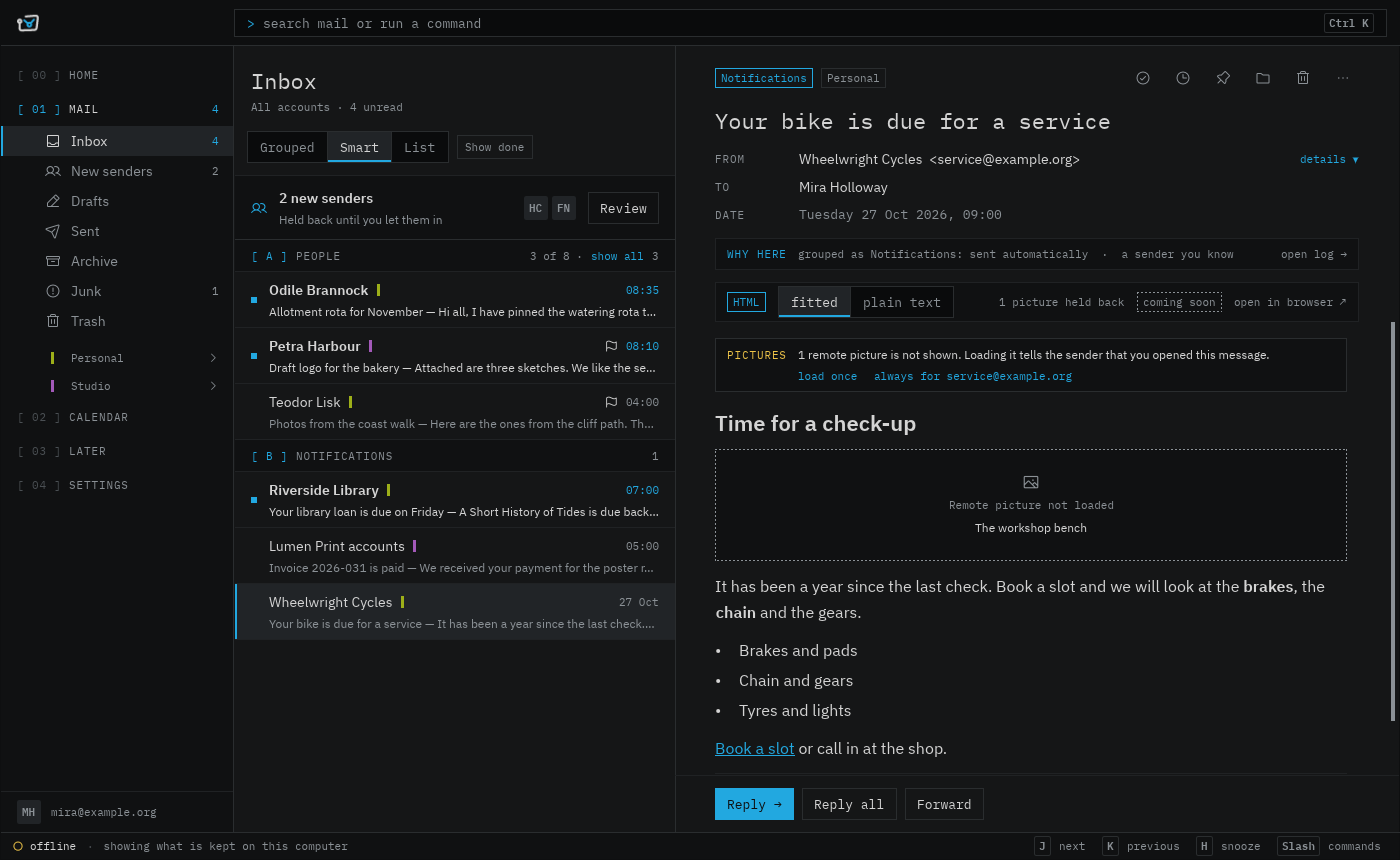 > search mail or run a command
Ctrl K
[ 00 ] HOME
[ 01 ] MAIL 4
Inbox 4
New senders 2
Drafts
Sent
Archive
Junk 1
Trash
Personal
Studio
[ 02 ] CALENDAR
[ 03 ] LATER
[ 04 ] SETTINGS
MH mira@example.org
Inbox
All accounts · 4 unread
Grouped Smart List Show done
2 new senders
Held back until you let them in
HC FN Review
[ A ] PEOPLE 3 of 8 · show all 3
Odile Brannock 08:35
Allotment rota for November — Hi all, I have pinned the watering rota t…
Petra Harbour 08:10
Draft logo for the bakery — Attached are three sketches. We like the se…
Teodor Lisk 04:00
Photos from the coast walk — Here are the ones from the cliff path. Th…
[ B ] NOTIFICATIONS 1
Riverside Library 07:00
Your library loan is due on Friday — A Short History of Tides is due back…
Lumen Print accounts 05:00
Invoice 2026-031 is paid — We received your payment for the poster r…
Wheelwright Cycles 27 Oct
Your bike is due for a service — It has been a year since the last check.…
Notifications Personal
Your bike is due for a service
FROM Wheelwright Cycles <service@example.org> details ▾
TO Mira Holloway
DATE Tuesday 27 Oct 2026, 09:00
WHY HERE grouped as Notifications: sent automatically · a sender you know open log →
HTML fitted plain text 1 picture held back coming soon open in browser ↗
PICTURES 1 remote picture is not shown. Loading it tells the sender that you opened this message.
load once always for service@example.org
Time for a check-up
Remote picture not loaded
The workshop bench
It has been a year since the last check. Book a slot and we will look at the brakes, the
chain and the gears.
• Brakes and pads
• Chain and gears
• Tyres and lights
Book a slot or call in at the shop.
Reply → Reply all Forward
offline · showing what is kept on this computer
J next K previous H snooze Slash commands